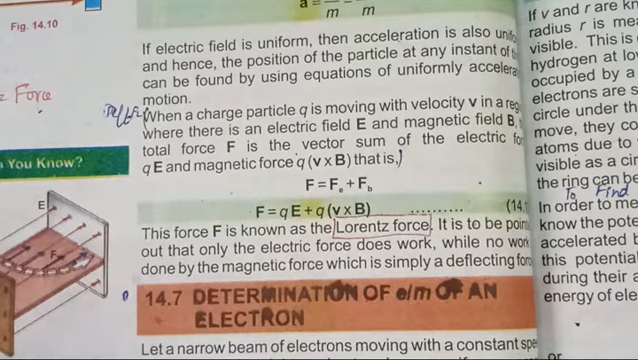 a = 
m m
Fig. 14.10
If electric field is uniform, then acceleration is also
and hence, the position of the particle at any instant of
can be found by using equations of uniformly
motion.
Force
When a charge particle q is moving with velocity v in a
where there is an electric field E and magnetic field B,
total force F is the vector sum of the electric
q E and magnetic force q (v x B) that is,
F = Fe + Fb
F = q E + q (v x B) .......... (14.
This force F is known as the Lorentz force. It is to be
out that only the electric force does work, while no work
done by the magnetic force which is simply a deflecting
You Know?
E
F
14.7 DETERMINATION OF e/m OF AN
ELECTRON
Let a narrow beam of electrons moving with a constant
If v and r are
radius r is
visible. This is
hydrogen at
occupied by a
electrons are
circle under
move, they
atoms due to
visible as a
the ring can be
To Find
In order to
know the
accelerated
this potential
during their
energy of
or